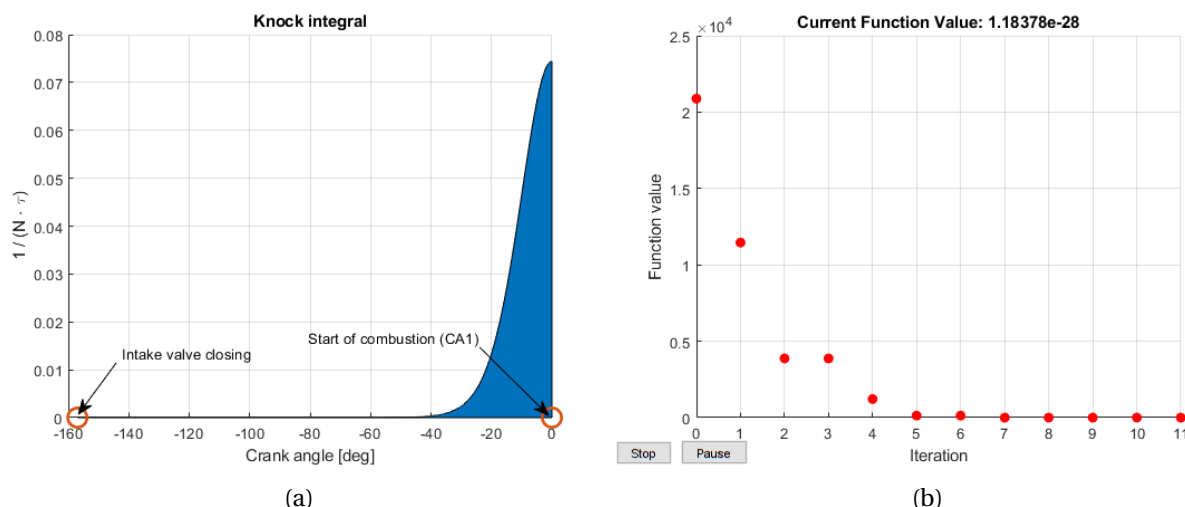 Knock integral
0.08
0.07
0.06
0.05
0.04
0.03
0.02
0.01
0
1 / (N · τ)
Start of combustion (CA1)
Intake valve closing
-160 -140 -120 -100 -80 -60 -40 -20 0
Crank angle [deg]
(a)
Current Function Value: 1.18378e-28
×10^4
2.5
2
1.5
1
0.5
0
Function value
0 1 2 3 4 5 6 7 8 9 10 11
Stop Pause
Iteration
(b)